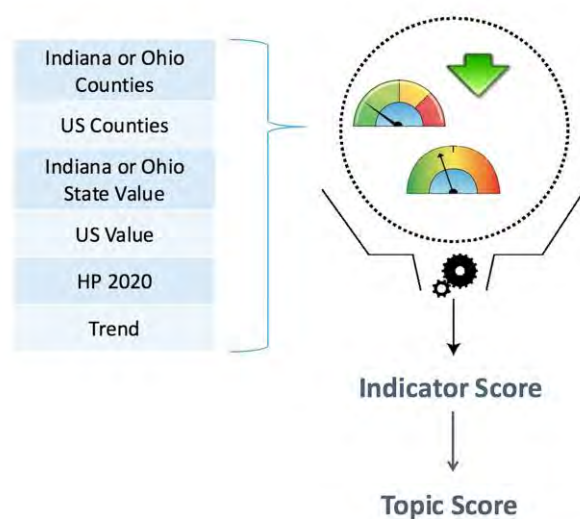 Indiana or Ohio
Counties
US Counties
Indiana or Ohio
State Value
US Value
HP 2020
Trend
Indicator Score
Topic Score